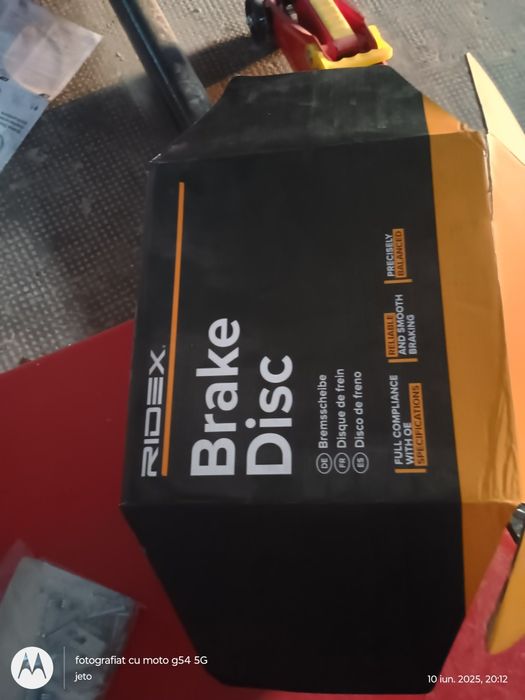 RIDEX
Brake
Disc
DE Bremsscheibe
FR Disque de frein
ES Disco de freno
FULL COMPLIANCE
WITH OE
SPECIFICATIONS
RELIABLE
AND SMOOTH
BRAKING
PRECISELY
BALANCED
fotografiat cu moto g54 5G
jeto
10 iun. 2025, 20:12